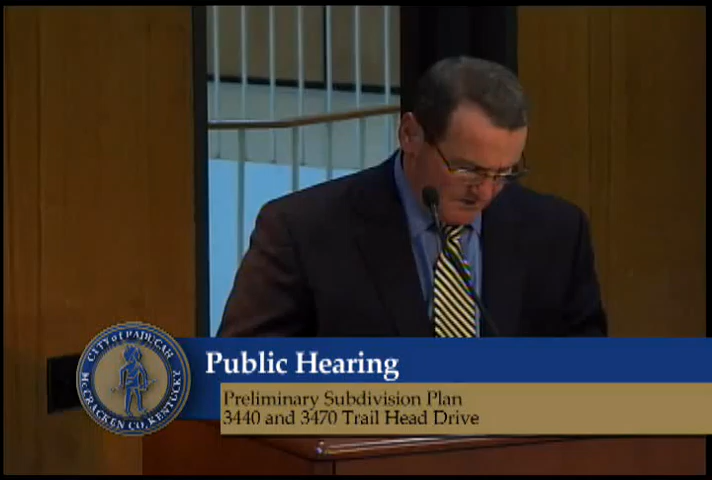 CITY of PADUCAH
McCRACKEN CO. KENTUCKY
Public Hearing
Preliminary Subdivision Plan
3440 and 3470 Trail Head Drive